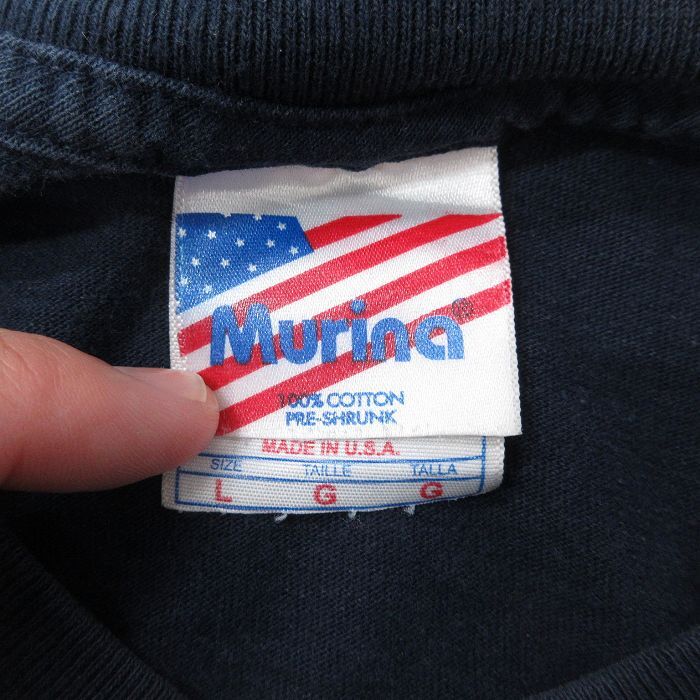 Murina®
100% COTTON
PRE-SHRUNK
MADE IN U.S.A.
SIZE TAILLE TALLA
L G G